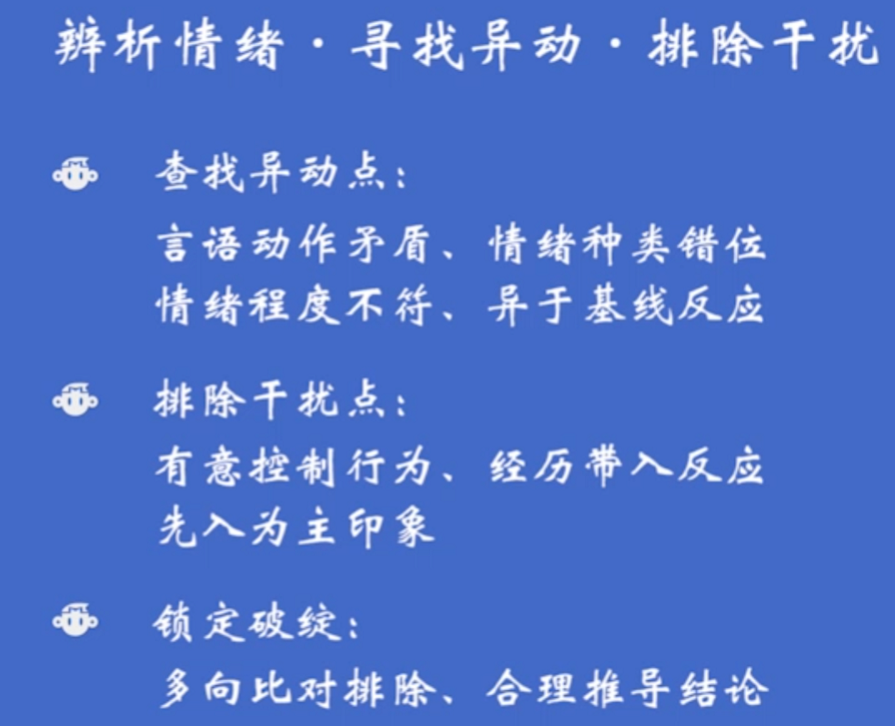 辨析情绪·寻找异动·排除干扰
查找异动点：
言语动作矛盾、情绪种类错位
情绪程度不符、异于基线反应
排除干扰点：
有意控制行为、经历带入反应
先入为主印象
锁定破绽：
多向比对排除、合理推导结论